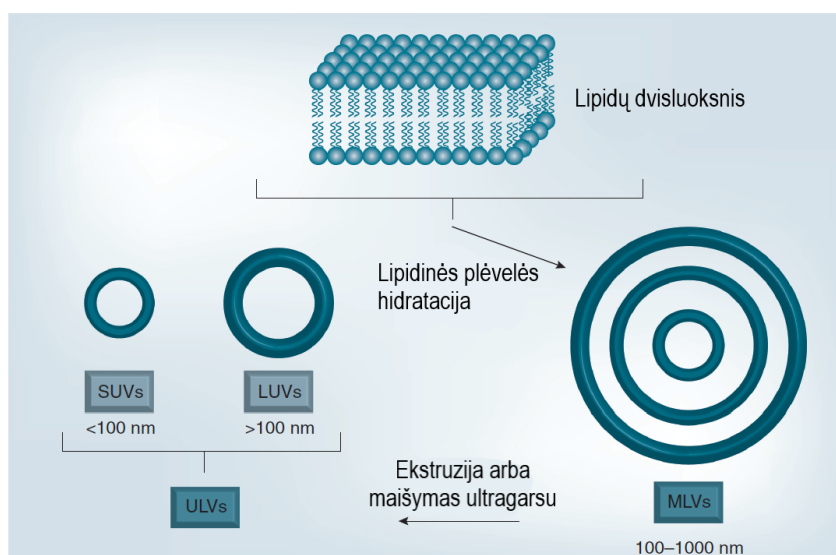 Lipidų dvisluoksnis
Lipidinės plėvelės
hidratacija
SUVs
LUVs
<100 nm
>100 nm
ULVs
Ekstruzija arba
maišymas ultragarsu
MLVs
100–1000 nm